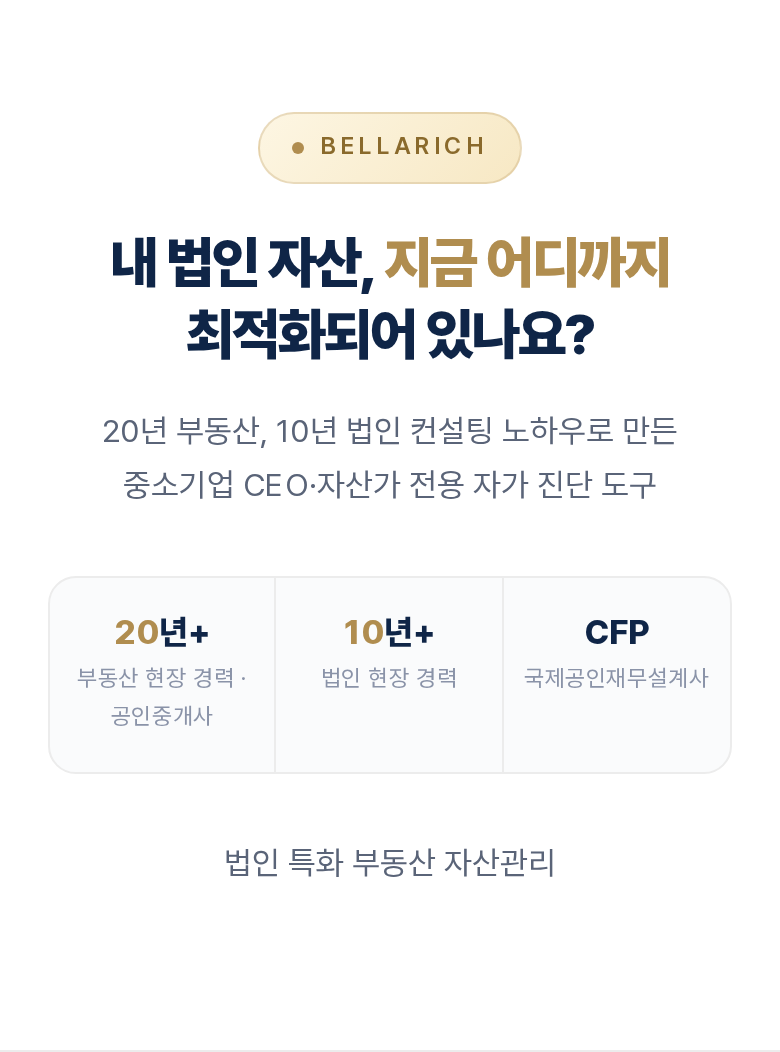 BELLARICH
내 법인 자산, 지금 어디까지
최적화되어 있나요?
20년 부동산, 10년 법인 컨설팅 노하우로 만든
중소기업 CEO·자산가 전용 자가 진단 도구
20년+
부동산 현장 경력 ·
공인중개사
10년+
법인 현장 경력
CFP
국제공인재무설계사
법인 특화 부동산 자산관리